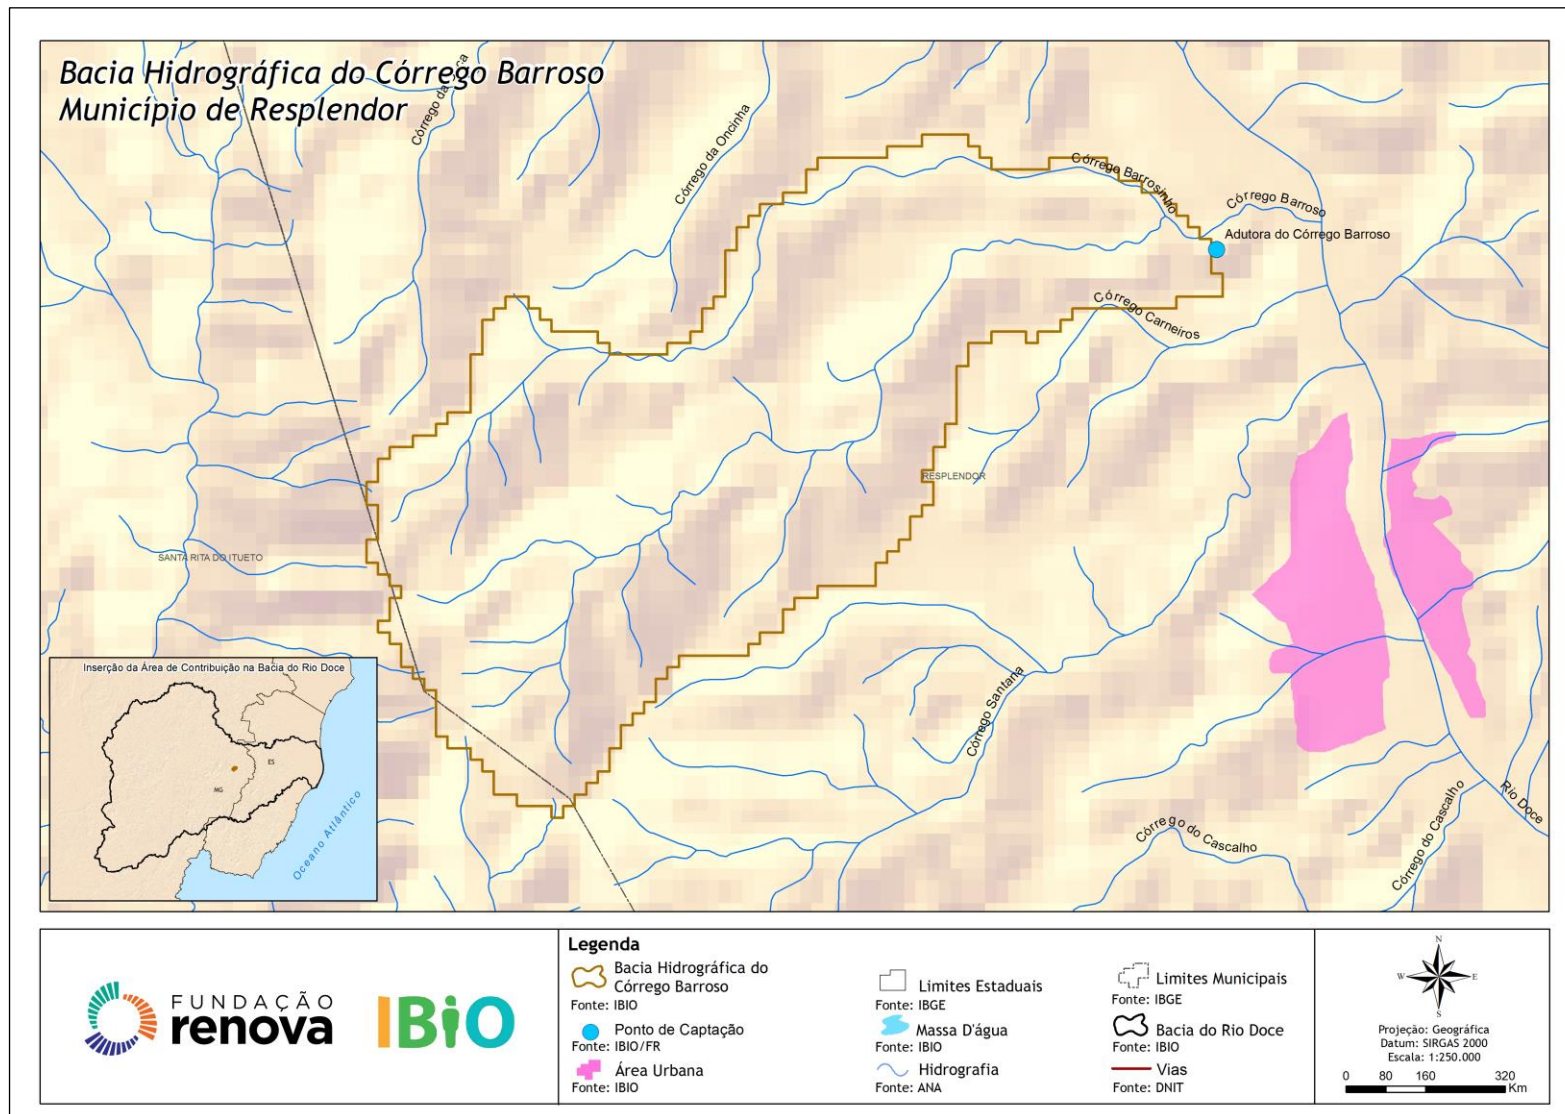 Bacia Hidrográfica do Córrego Barroso
Município de Resplendor
Córrego da Oncinha
Córrego Barrosinho
Córrego Barroso
Adutora do Córrego Barroso
Córrego Carneiros
RESPLENDOR
SANTA RITA DO ITUETO
Córrego Santana
Córrego do Cascalho
Córrego do Cascalho
Rio Doce
Inserção da Área de Contribuição na Bacia do Rio Doce
ES
MG
Oceano Atlântico
FUNDAÇÃO
renova
IBIO
Legenda
Bacia Hidrográfica do
Córrego Barroso
Fonte: IBIO
Ponto de Captação
Fonte: IBIO/FR
Área Urbana
Fonte: IBIO
Limites Estaduais
Fonte: IBGE
Massa D'água
Fonte: IBIO
Hidrografia
Fonte: ANA
Limites Municipais
Fonte: IBGE
Bacia do Rio Doce
Fonte: IBIO
Vias
Fonte: DNIT
N
W
E
S
Projeção: Geográfica
Datum: SIRGAS 2000
Escala: 1:250.000
0 80 160 320
Km